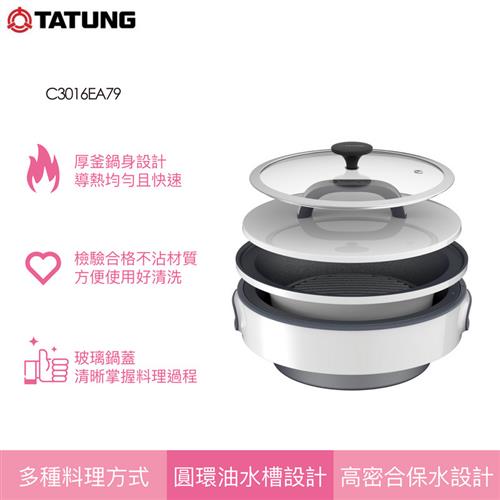 TATUNG
C3016EA79
厚釜鍋身設計
導熱均勻且快速
檢驗合格不沾材質
方便使用好清洗
玻璃鍋蓋
清晰掌握料理過程
多種料理方式
圓環油水槽設計
高密合保水設計